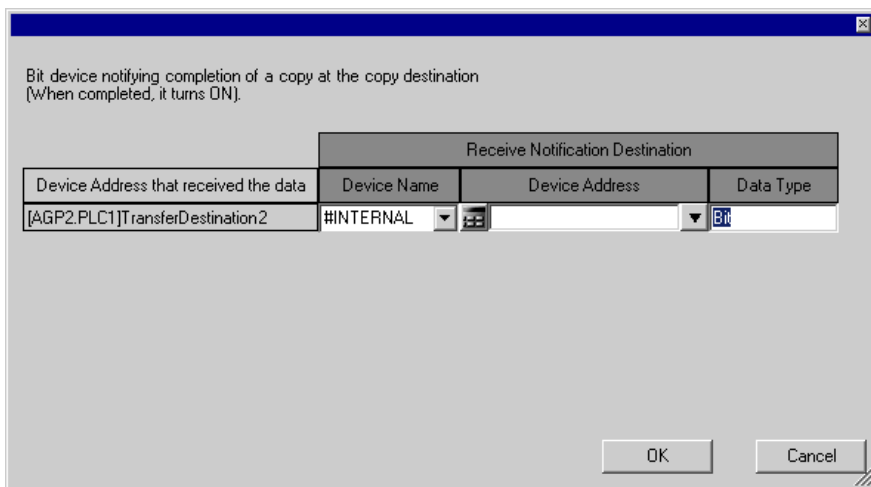 Bit device notifying completion of a copy at the copy destination
(When completed, it turns ON).
Receive Notification Destination
Device Address that received the data Device Name Device Address Data Type
[AGP2.PLC1]TransferDestination2 #INTERNAL Bit
OK Cancel